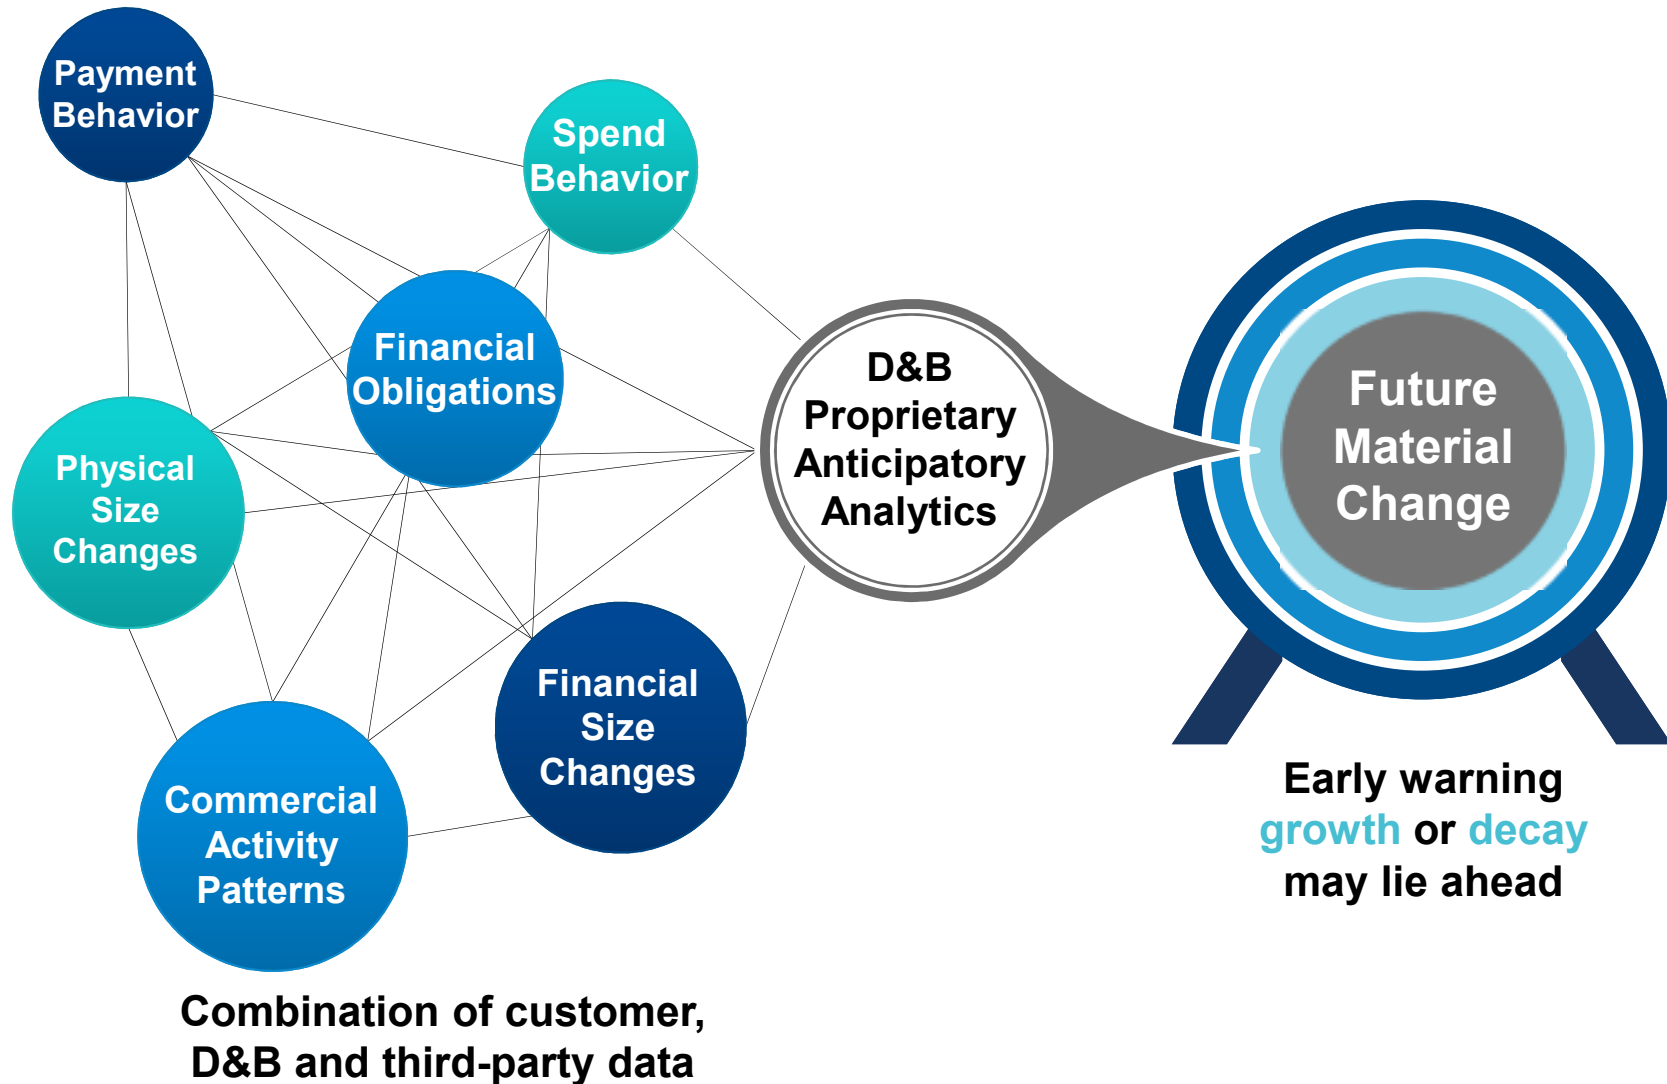 Payment
Behavior
Spend
Behavior
Financial
Obligations
Physical
Size
Changes
Financial
Size
Changes
Commercial
Activity
Patterns
Combination of customer,
D&B and third-party data
D&B
Proprietary
Anticipatory
Analytics
Future
Material
Change
Early warning
growth or decay
may lie ahead